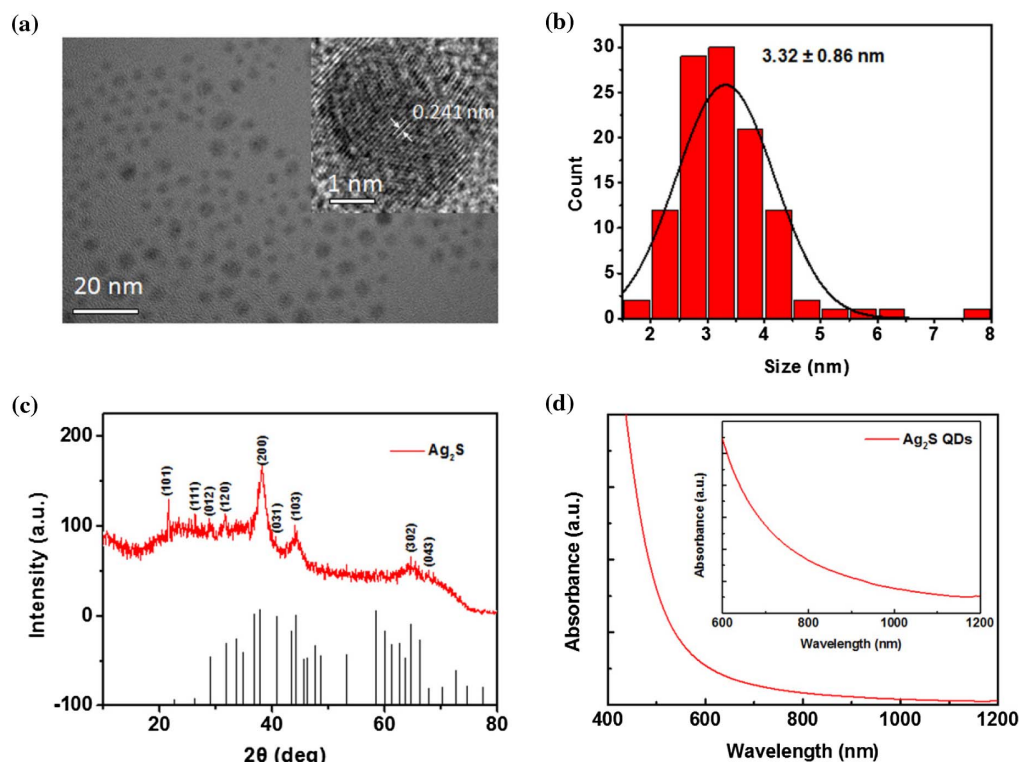 (a)
0.241 nm
1 nm
20 nm
(b)
3.32 ± 0.86 nm
30
25
20
15
10
5
0
Count
2 3 4 5 6 7 8
Size (nm)
(c)
Ag₂S
200
100
0
-100
Intensity (a.u.)
(101)
(111)
(012)
(120)
(200)
(031)
(103)
(302)
(043)
20 40 60 80
2θ (deg)
(d)
Absorbance (a.u.)
400 600 800 1000 1200
Wavelength (nm)
Ag₂S QDs
Absorbance (a.u.)
600 800 1000 1200
Wavelength (nm)